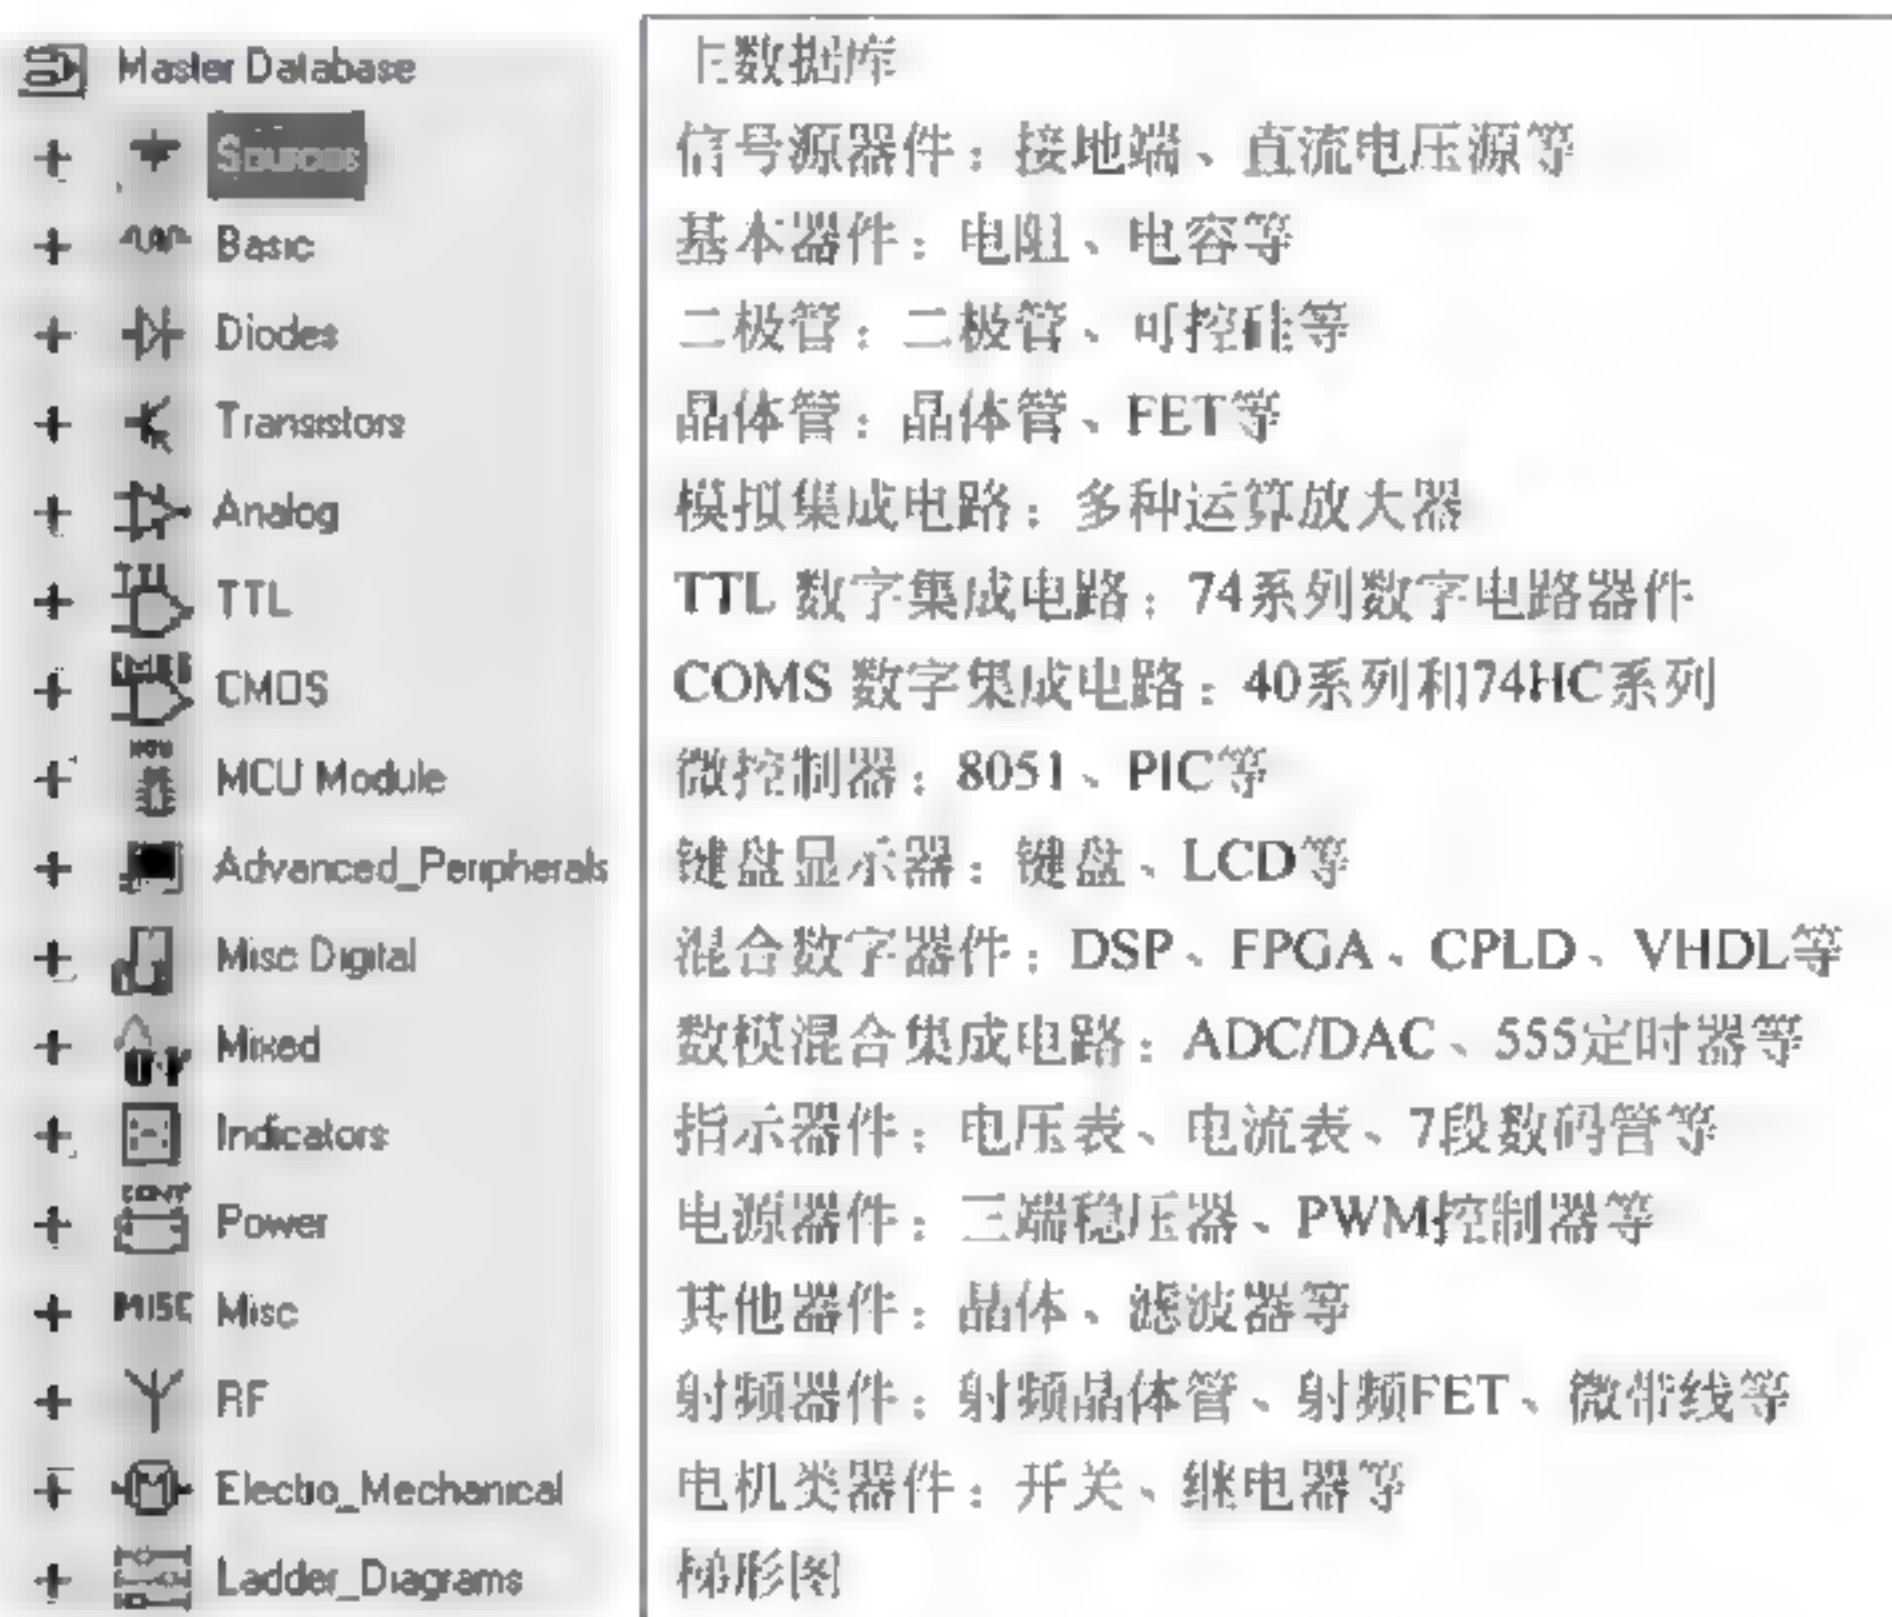 Master Database 主数据库
Sources 信号源器件：接地端、直流电压源等
Basic 基本器件：电阻、电容等
Diodes 二极管：二极管、可控硅等
Transistors 晶体管：晶体管、FET等
Analog 模拟集成电路：多种运算放大器
TTL TTL 数字集成电路：74系列数字电路器件
CMOS COMS 数字集成电路：40系列和74HC系列
MCU Module 微控制器：8051、PIC等
Advanced_Peripherals 键盘显示器：键盘、LCD等
Misc Digital 混合数字器件：DSP、FPGA、CPLD、VHDL等
Mixed 数模混合集成电路：ADC/DAC、555定时器等
Indicators 指示器件：电压表、电流表、7段数码管等
Power 电源器件：三端稳压器、PWM控制器等
MISC Misc 其他器件：晶体、滤波器等
RF 射频器件：射频晶体管、射频FET、微带线等
Electro_Mechanical 电机类器件：开关、继电器等
Ladder_Diagrams 梯形图